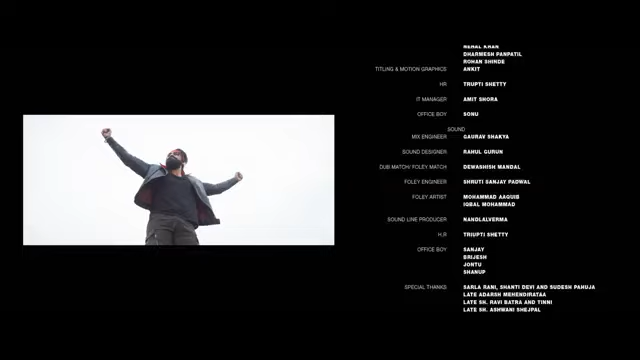 NEHAL KHAR
DHARMESH PANPATIL
ROHAN SHINDE
TITLING & MOTION GRAPHICS ANKIT
HR TRUPTI SHETTY
IT MANAGER AMIT SHORA
OFFICE BOY SONU
SOUND
MIX ENGINEER GAURAV SHAKYA
SOUND DESIGNER RAHUL GURUN
DUB MATCH/ FOLEY MATCH DEWASHISH MANDAL
FOLEY ENGINEER SHRUTI SANJAY PADWAL
FOLEY ARTIST MOHAMMAD AAQUIB
IQBAL MOHAMMAD
SOUND LINE PRODUCER NANDLALVERMA
H.R TRIUPTI SHETTY
OFFICE BOY SANJAY
BRIJESH
JONTU
SHANUP
SPECIAL THANKS SARLA RANI, SHANTI DEVI AND SUDESH PAHUJA
LATE ADARSH MEHENDIRATAA
LATE SH. RAVI BATRA AND TINNI
LATE SH. ASHWANI SHEJPAL